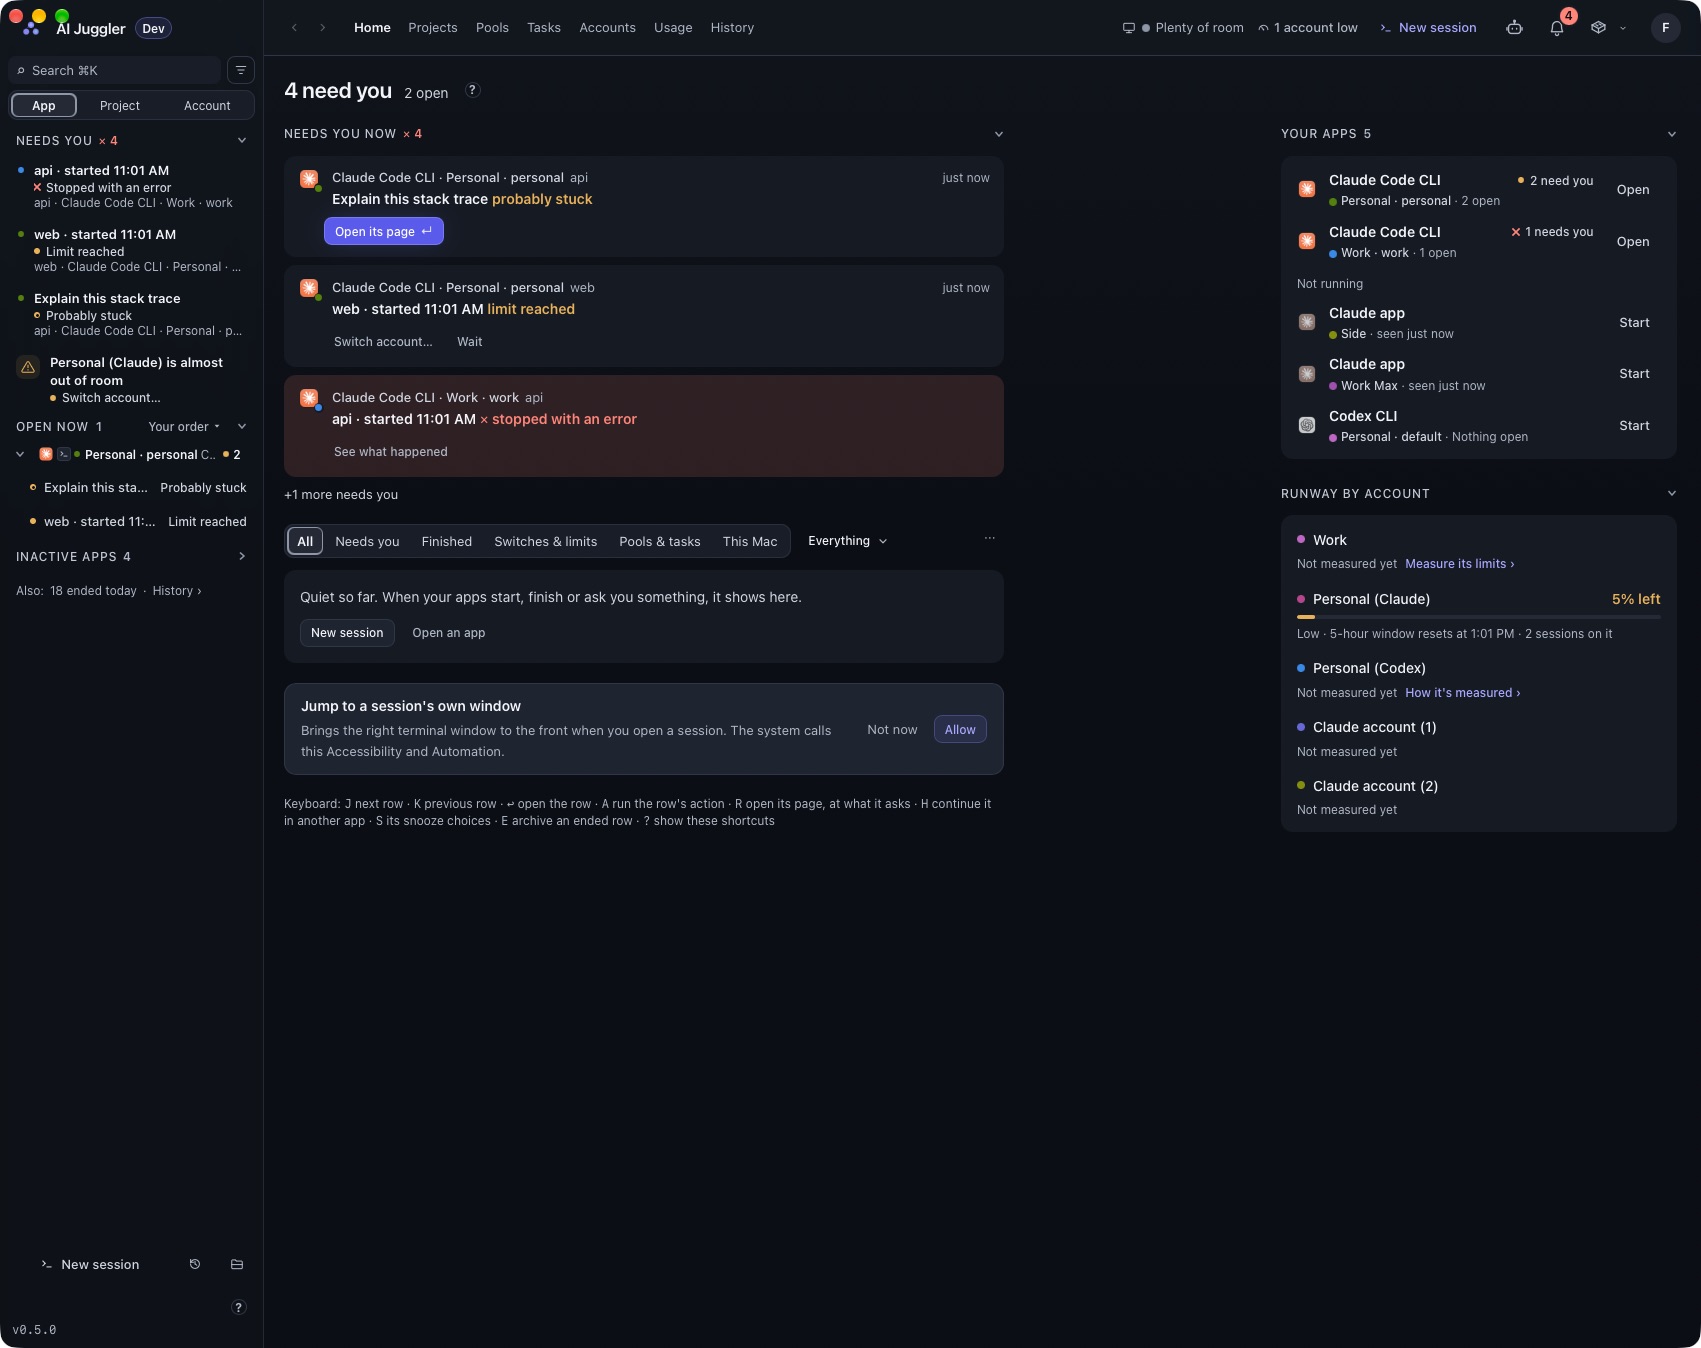 AI Juggler Dev
Search ⌘K
App Project Account
NEEDS YOU × 4
api · started 11:01 AM
× Stopped with an error
api · Claude Code CLI · Work · work
web · started 11:01 AM
Limit reached
web · Claude Code CLI · Personal · ...
Explain this stack trace
Probably stuck
api · Claude Code CLI · Personal · p...
Personal (Claude) is almost
out of room
Switch account...
OPEN NOW 1 Your order
Personal · personal C.. 2
Explain this sta... Probably stuck
web · started 11:... Limit reached
INACTIVE APPS 4
Also: 18 ended today · History ›
New session
?
v0.5.0
‹ › Home Projects Pools Tasks Accounts Usage History
Plenty of room 1 account low New session 4 F
4 need you 2 open ?
NEEDS YOU NOW × 4
Claude Code CLI · Personal · personal api just now
Explain this stack trace probably stuck
Open its page ↵
Claude Code CLI · Personal · personal web just now
web · started 11:01 AM limit reached
Switch account... Wait
Claude Code CLI · Work · work api
api · started 11:01 AM × stopped with an error
See what happened
+1 more needs you
All Needs you Finished Switches & limits Pools & tasks This Mac Everything ...
Quiet so far. When your apps start, finish or ask you something, it shows here.
New session Open an app
Jump to a session's own window
Brings the right terminal window to the front when you open a session. The system calls
this Accessibility and Automation.
Not now Allow
Keyboard: J next row · K previous row · ↩ open the row · A run the row's action · R open its page, at what it asks · H continue it
in another app · S its snooze choices · E archive an ended row · ? show these shortcuts
YOUR APPS 5
Claude Code CLI 2 need you Open
Personal · personal · 2 open
Claude Code CLI × 1 needs you Open
Work · work · 1 open
Not running
Claude app Start
Side · seen just now
Claude app Start
Work Max · seen just now
Codex CLI Start
Personal · default · Nothing open
RUNWAY BY ACCOUNT
Work
Not measured yet Measure its limits ›
Personal (Claude) 5% left
Low · 5-hour window resets at 1:01 PM · 2 sessions on it
Personal (Codex)
Not measured yet How it's measured ›
Claude account (1)
Not measured yet
Claude account (2)
Not measured yet